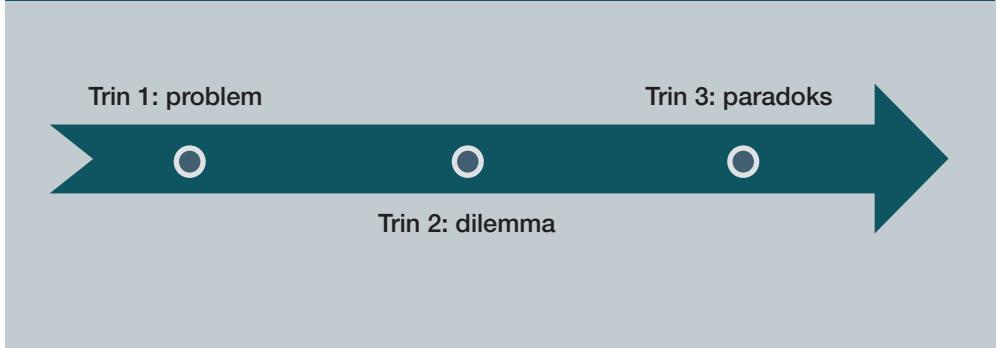 Trin 1: problem
Trin 2: dilemma
Trin 3: paradoks